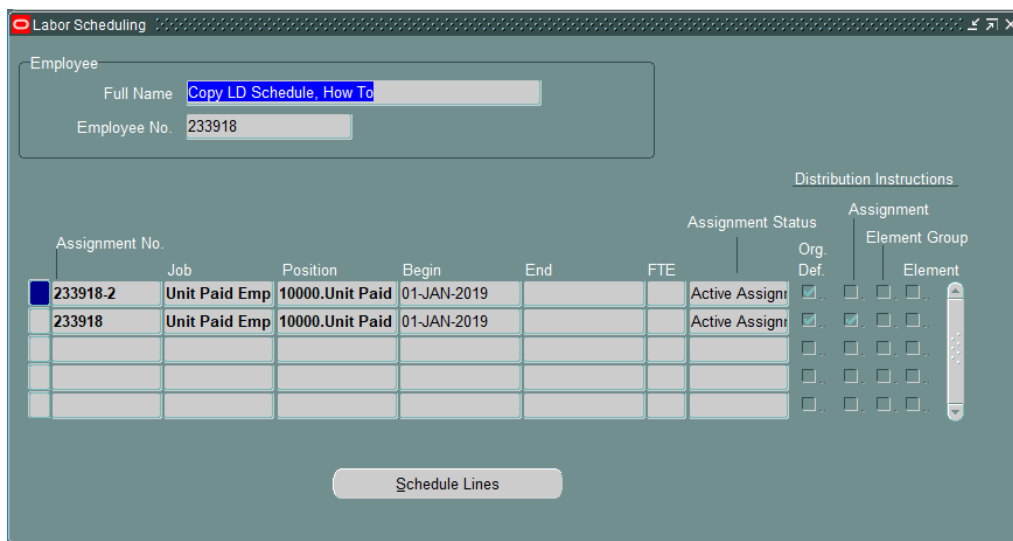 Labor Scheduling
Employee
Full Name Copy LD Schedule, How To
Employee No. 233918
Distribution Instructions
Assignment Status Assignment
Assignment No. Org. Element Group
Job Position Begin End FTE Def. Element
233918-2 Unit Paid Emp 10000.Unit Paid 01-JAN-2019 Active Assignr
233918 Unit Paid Emp 10000.Unit Paid 01-JAN-2019 Active Assignr
Schedule Lines